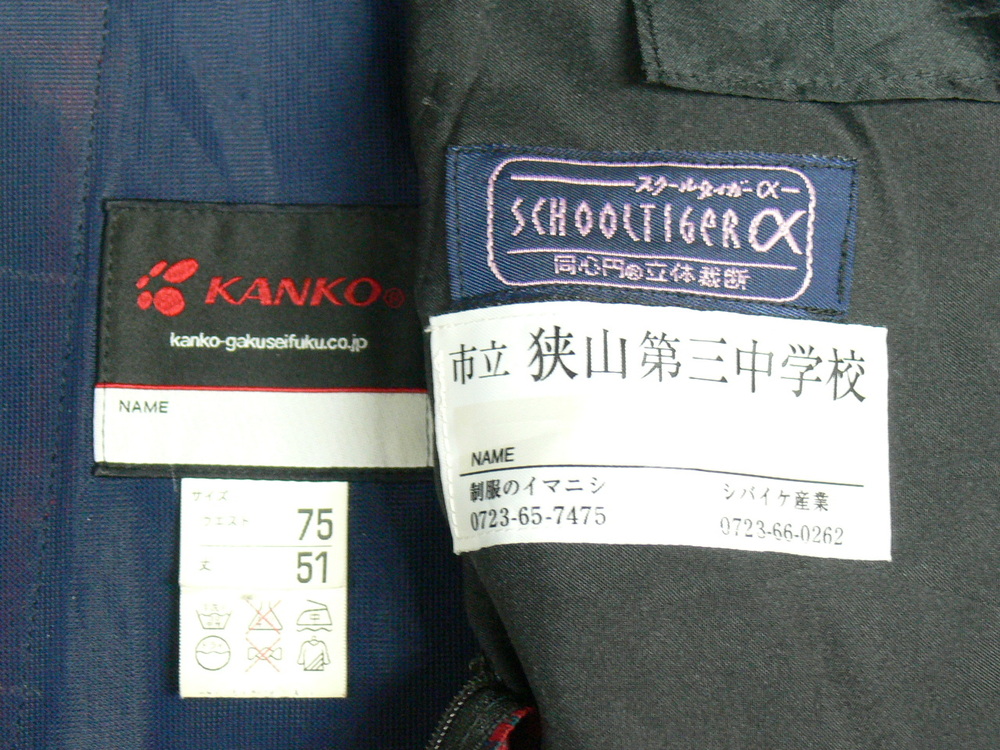 KANKO®
kanko-gakuseifuku.co.jp
NAME
サイズ
ウエスト 75
丈 51
スクールタイガーα
SCHOOLTIGER α
同心円®立体裁断
市立 狭山第三中学校
NAME
制服のイマニシ
0723-65-7475
シバイケ産業
0723-66-0262